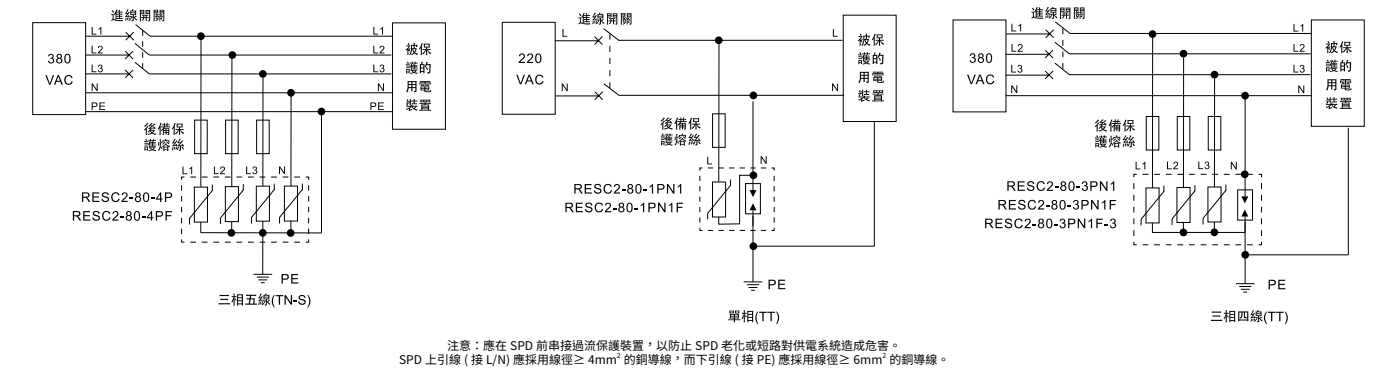 進線開關
380
VAC
L1
L2
L3
N
PE
L1
L2
L3
N
PE
被保
護的
用電
裝置
後備保
護熔絲
L1
L2
L3
N
RESC2-80-4P
RESC2-80-4PF
PE
三相五線(TN-S)
進線開關
220
VAC
L
N
L
N
被保
護的
用電
裝置
後備保
護熔絲
L
N
RESC2-80-1PN1
RESC2-80-1PN1F
PE
單相(TT)
進線開關
380
VAC
L1
L2
L3
N
L1
L2
L3
N
被保
護的
用電
裝置
後備保
護熔絲
L1
L2
L3
N
RESC2-80-3PN1
RESC2-80-3PN1F
RESC2-80-3PN1F-3
PE
三相四線(TT)
注意：應在 SPD 前串接過流保護裝置，以防止 SPD 老化或短路對供電系統造成危害。
SPD 上引線 ( 接 L/N) 應採用線徑≥ 4mm² 的銅導線，而下引線 ( 接 PE) 應採用線徑≥ 6mm² 的銅導線。